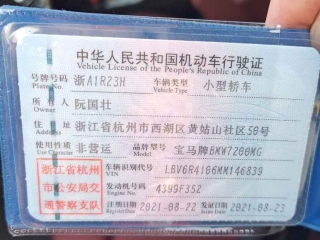 中华人民共和国机动车行驶证
Vehicle License of the People's Republic of China
号牌号码 浙A1R23H 车辆类型 小型轿车
Plate No. Vehicle Type
所有人 阮国壮
Owner
住址 浙江省杭州市西湖区黄姑山社区50号
Address
使用性质 非营运 品牌型号 宝马牌BMW7200MG
Use Character Model
浙江省杭州
市公安局交
通警察支队
车辆识别代号 LBV6R4106MM146839
VIN
发动机号码 4399F352
Engine No.
注册日期 2021-08-22 发证日期 2021-08-23
Register Date Issue Date